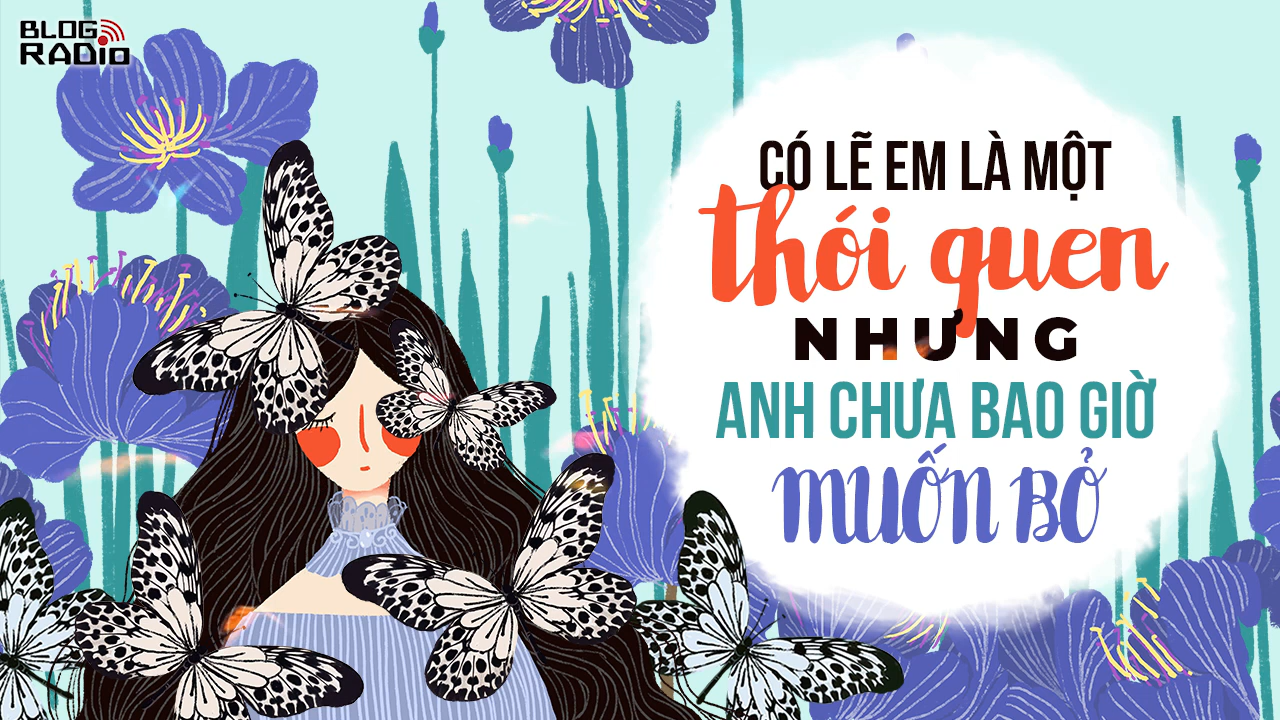 BLOG
RADIO
CÓ LẼ EM LÀ MỘT
thói quen
NHƯNG
ANH CHƯA BAO GIỜ
MUỐN BỎ